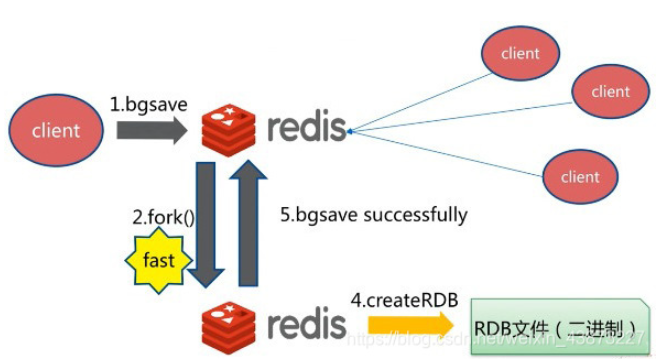 client
1.bgsave
redis
client
client
client
2.fork()
fast
5.bgsave successfully
redis
4.createRDB
RDB文件（二进制）
https://blog.csdn.net/weixin_43875227